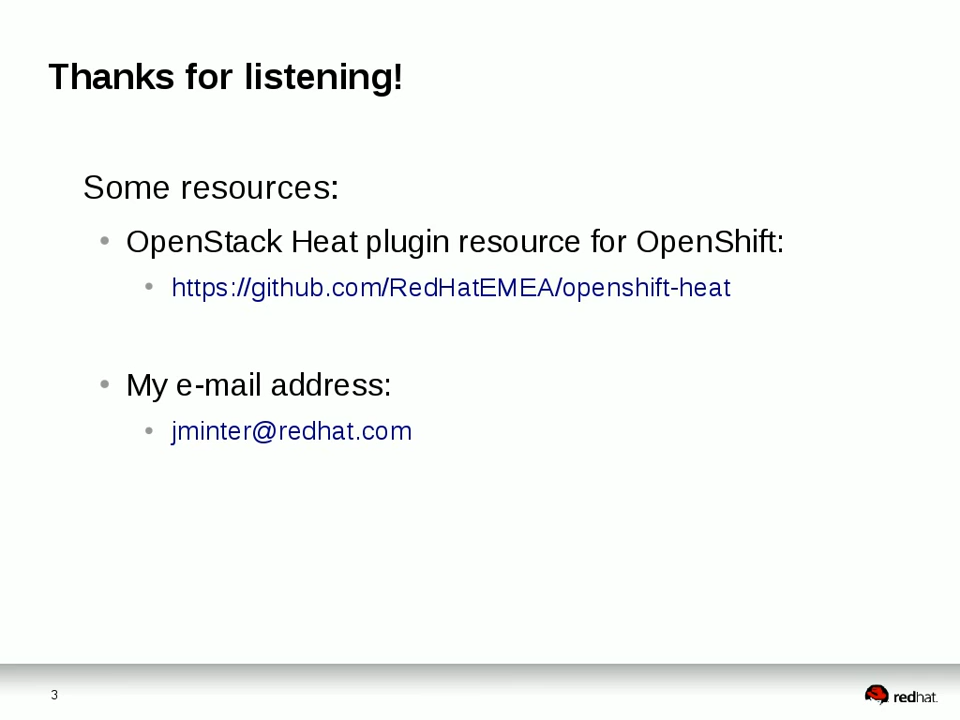 Thanks for listening!
Some resources:
• OpenStack Heat plugin resource for OpenShift:
• https://github.com/RedHatEMEA/openshift-heat
• My e-mail address:
• jminter@redhat.com
3
redhat.